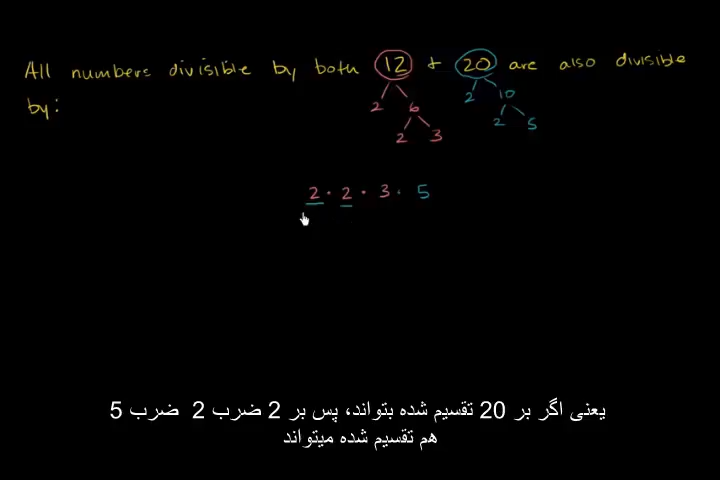 All numbers divisible by both 12 + 20 are also divisible
by:
2 6 2 10
2 3 2 5
2 · 2 · 3 · 5
یعنی اگر بر 20 تقسیم شده بتواند، پس بر 2 ضرب 2 ضرب 5
هم تقسیم شده میتواند